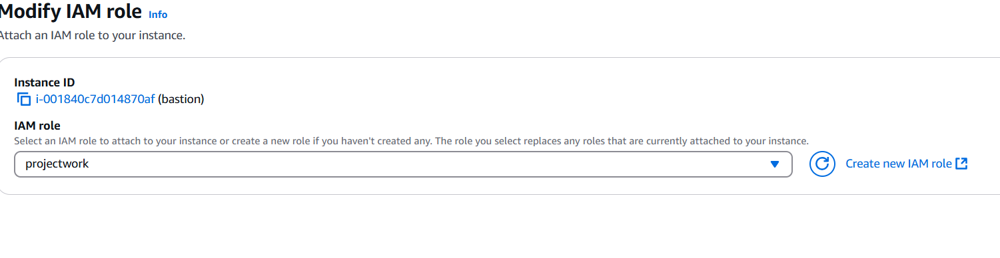 Modify IAM role Info
Attach an IAM role to your instance.
Instance ID
i-001840c7d014870af (bastion)
IAM role
Select an IAM role to attach to your instance or create a new role if you haven't created any. The role you select replaces any roles that are currently attached to your instance.
projectwork
Create new IAM role